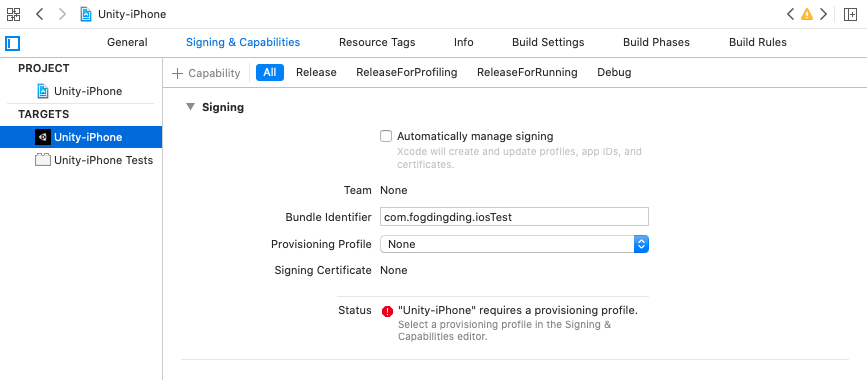 Unity-iPhone
General Signing & Capabilities Resource Tags Info Build Settings Build Phases Build Rules
PROJECT
Unity-iPhone
TARGETS
Unity-iPhone
Unity-iPhone Tests
+ Capability All Release ReleaseForProfiling ReleaseForRunning Debug
Signing
Automatically manage signing
Xcode will create and update profiles, app IDs, and
certificates.
Team None
Bundle Identifier com.fogdingding.iosTest
Provisioning Profile None
Signing Certificate None
Status "Unity-iPhone" requires a provisioning profile.
Select a provisioning profile in the Signing &
Capabilities editor.